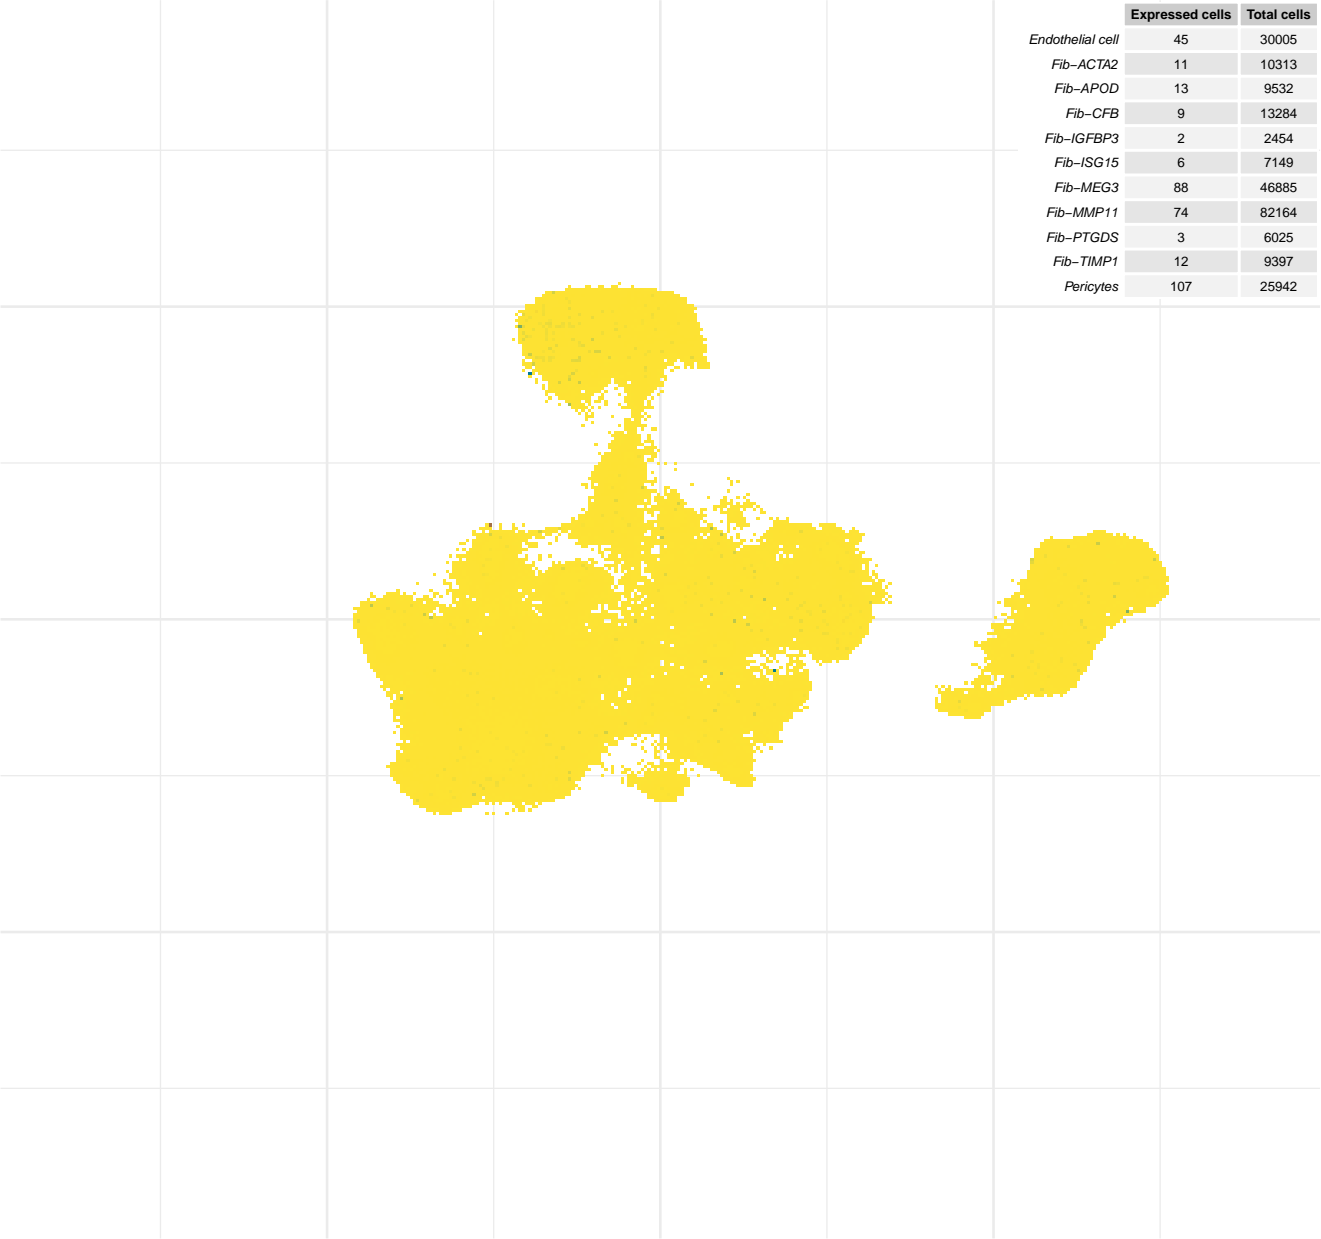 Expressed cells Total cells
Endothelial cell 45 30005
Fib−ACTA2 11 10313
Fib−APOD 13 9532
Fib−CFB 9 13284
Fib−IGFBP3 2 2454
Fib−ISG15 6 7149
Fib−MEG3 88 46885
Fib−MMP11 74 82164
Fib−PTGDS 3 6025
Fib−TIMP1 12 9397
Pericytes 107 25942